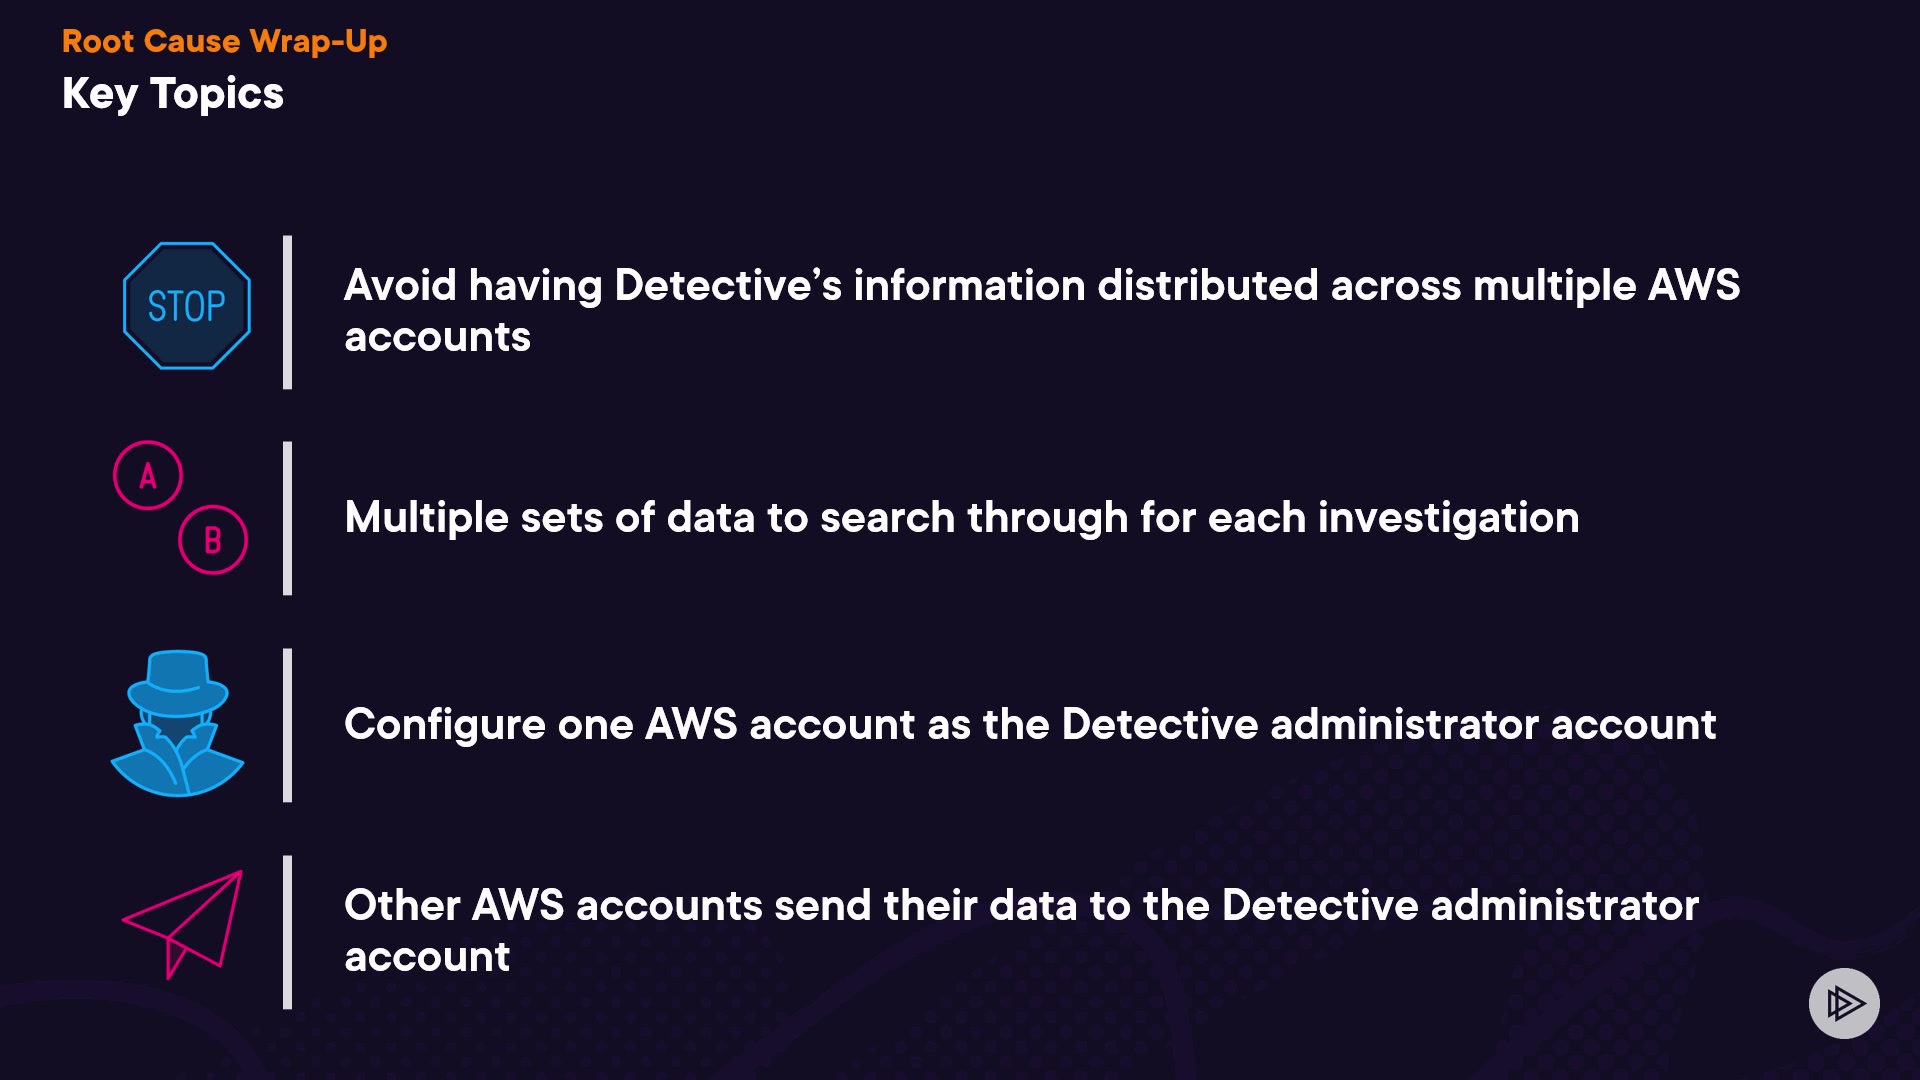 Root Cause Wrap-Up
Key Topics
STOP
Avoid having Detective’s information distributed across multiple AWS
accounts
A
B
Multiple sets of data to search through for each investigation
Configure one AWS account as the Detective administrator account
Other AWS accounts send their data to the Detective administrator
account